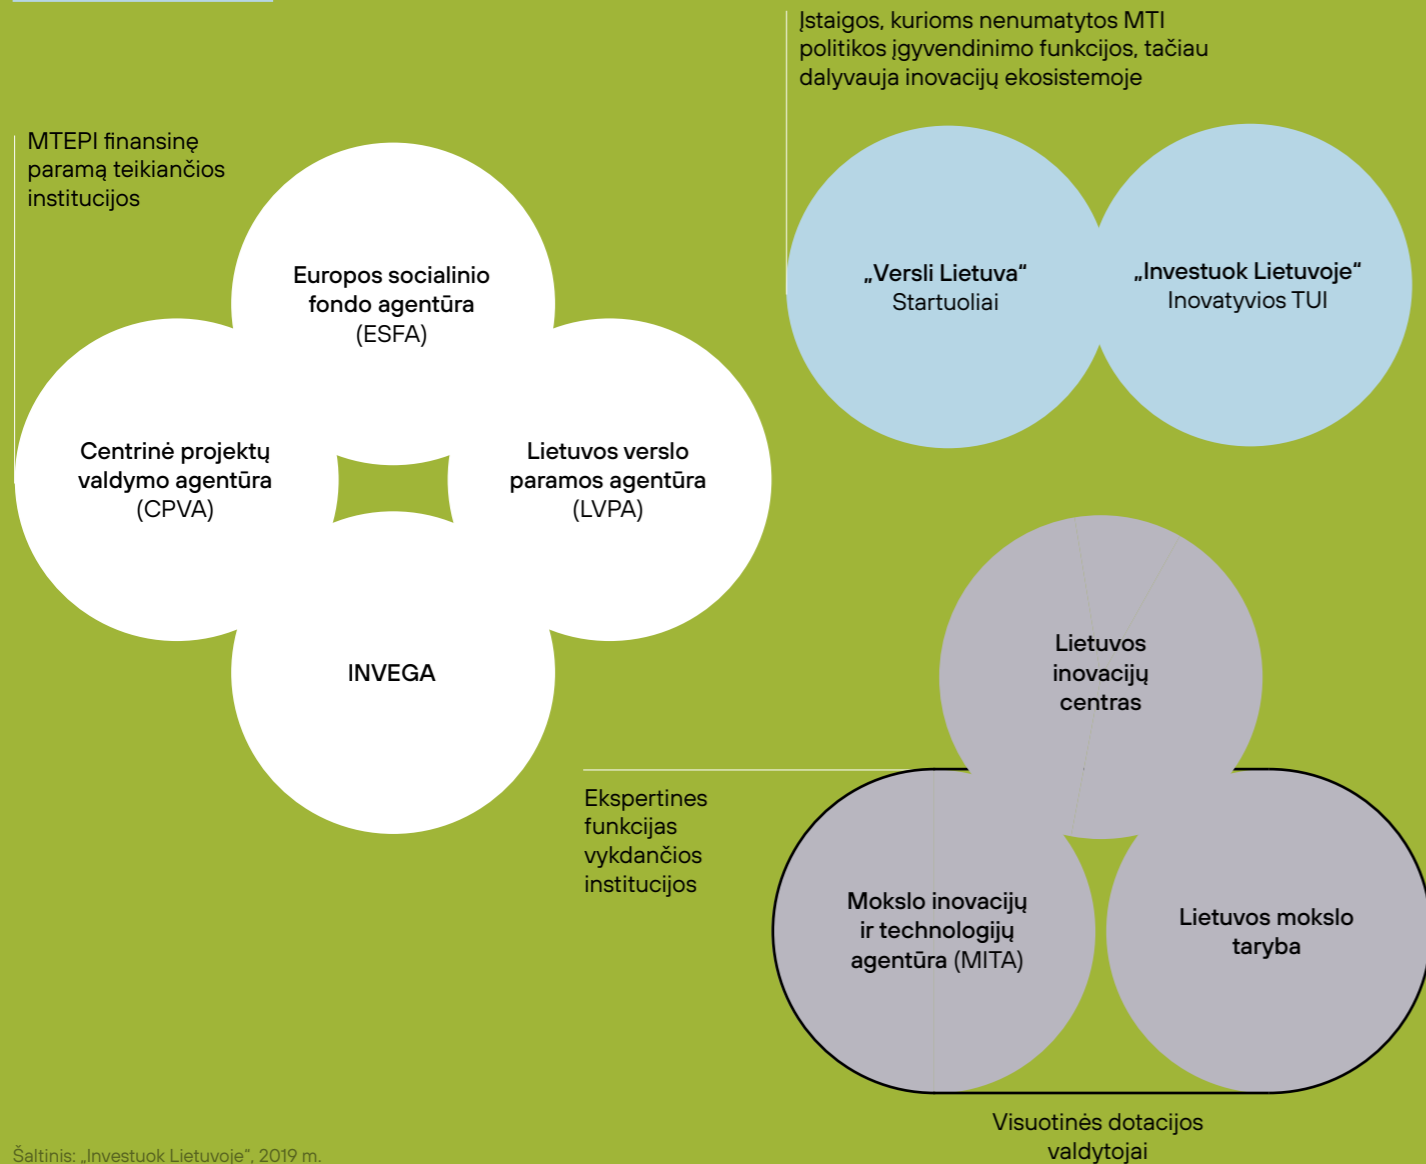 Įstaigos, kurioms nenumatytos MTI
politikos įgyvendinimo funkcijos, tačiau
dalyvauja inovacijų ekosistemoje
MTEPI finansinę
paramą teikiančios
institucijos
Europos socialinio
fondo agentūra
(ESFA)
„Versli Lietuva“
Startuoliai
„Investuok Lietuvoje“
Inovatyvios TUI
Centrinė projektų
valdymo agentūra
(CPVA)
Lietuvos verslo
paramos agentūra
(LVPA)
INVEGA
Lietuvos
inovacijų
centras
Ekspertines
funkcijas
vykdančios
institucijos
Mokslo inovacijų
ir technologijų
agentūra (MITA)
Lietuvos mokslo
taryba
Visuotinės dotacijos
valdytojai
Šaltinis: „Investuok Lietuvoje“, 2019 m.